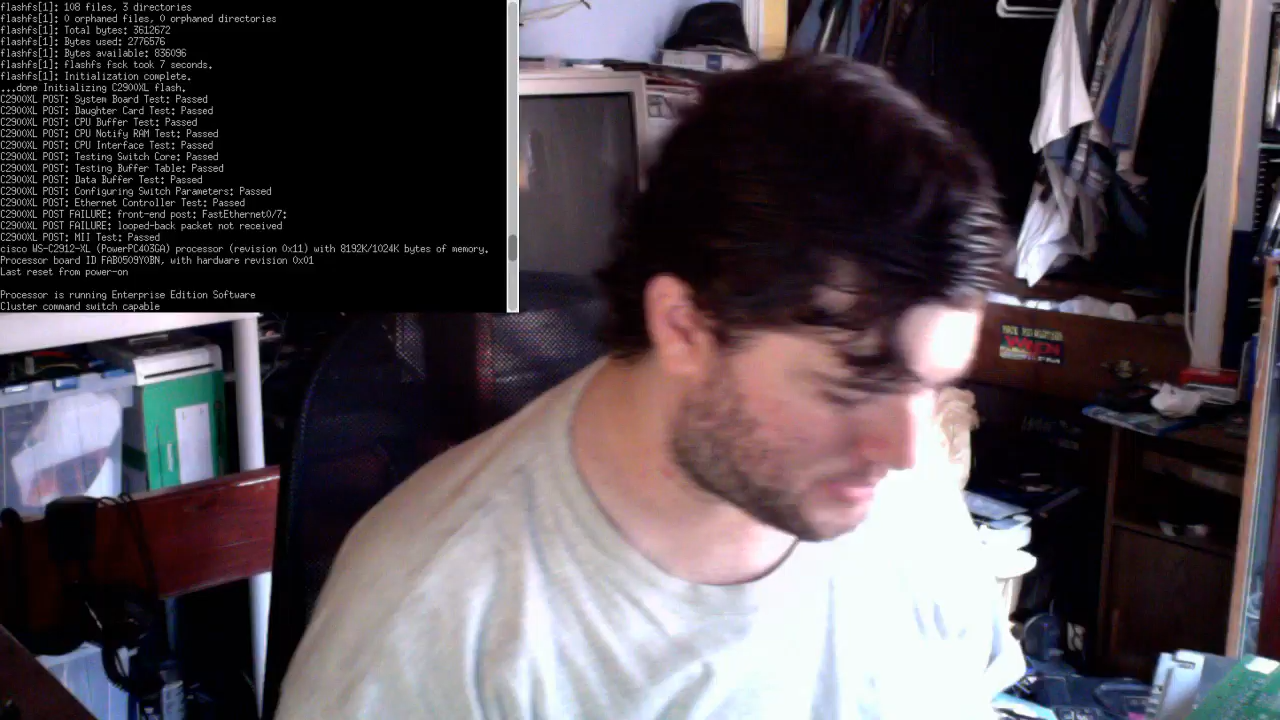 flashfs[1]: 108 files, 3 directories
flashfs[1]: 0 orphaned files, 0 orphaned directories
flashfs[1]: Total bytes: 3612672
flashfs[1]: Bytes used: 2776576
flashfs[1]: Bytes available: 836096
flashfs[1]: flashfs fsck took 7 seconds.
flashfs[1]: Initialization complete.
...done Initializing C2900XL flash.
C2900XL POST: System Board Test: Passed
C2900XL POST: Daughter Card Test: Passed
C2900XL POST: CPU Buffer Test: Passed
C2900XL POST: CPU Notify RAM Test: Passed
C2900XL POST: CPU Interface Test: Passed
C2900XL POST: Testing Switch Core: Passed
C2900XL POST: Testing Buffer Table: Passed
C2900XL POST: Data Buffer Test: Passed
C2900XL POST: Configuring Switch Parameters: Passed
C2900XL POST: Ethernet Controller Test: Passed
C2900XL POST FAILURE: front-end post: FastEthernet0/7:
C2900XL POST FAILURE: looped-back packet not received
C2900XL POST: MII Test: Passed
cisco WS-C2912-XL (PowerPC403GA) processor (revision 0x11) with 8192K/1024K bytes of memory.
Processor board ID FAB0509Y0BN, with hardware revision 0x01
Last reset from power-on
Processor is running Enterprise Edition Software
Cluster command switch capable